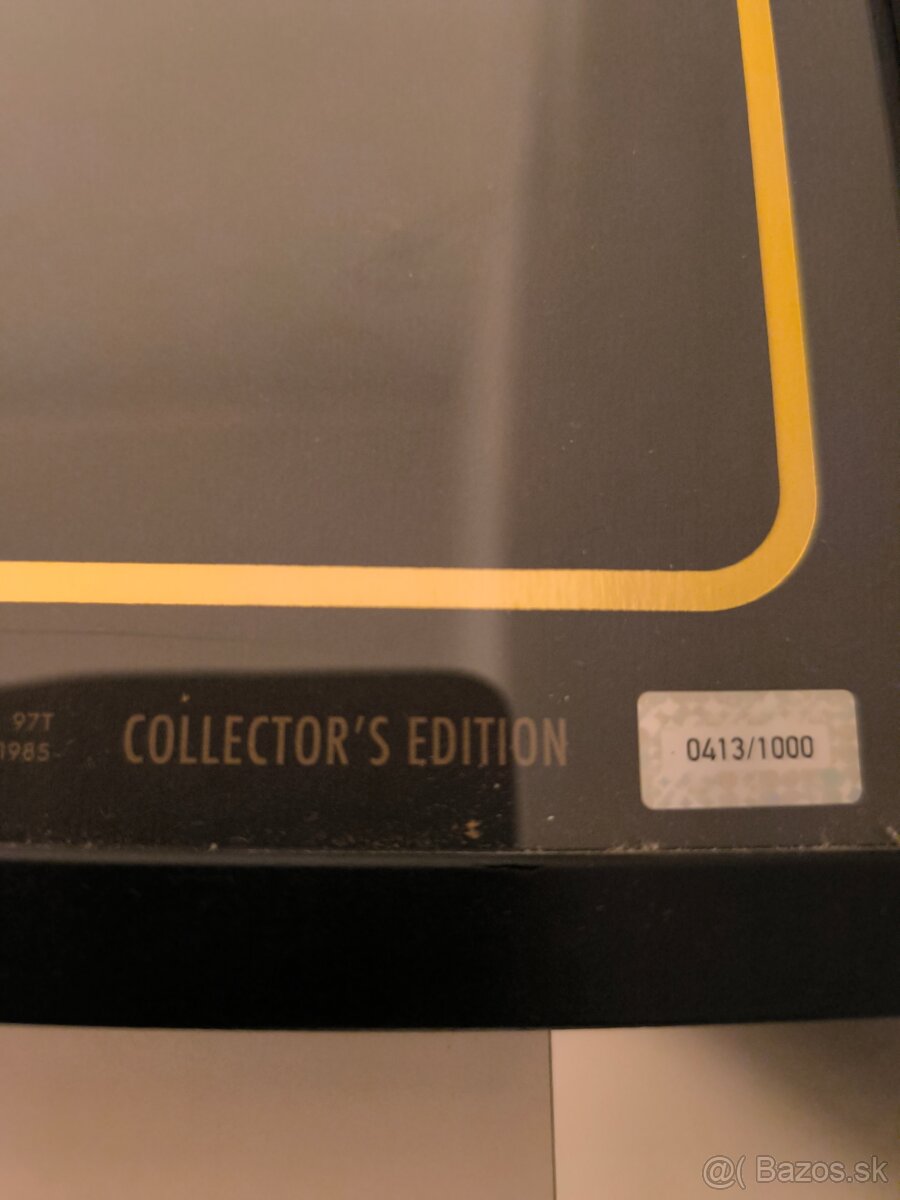 97T
1985-
COLLECTOR'S EDITION
0413/1000
@( Bazos.sk